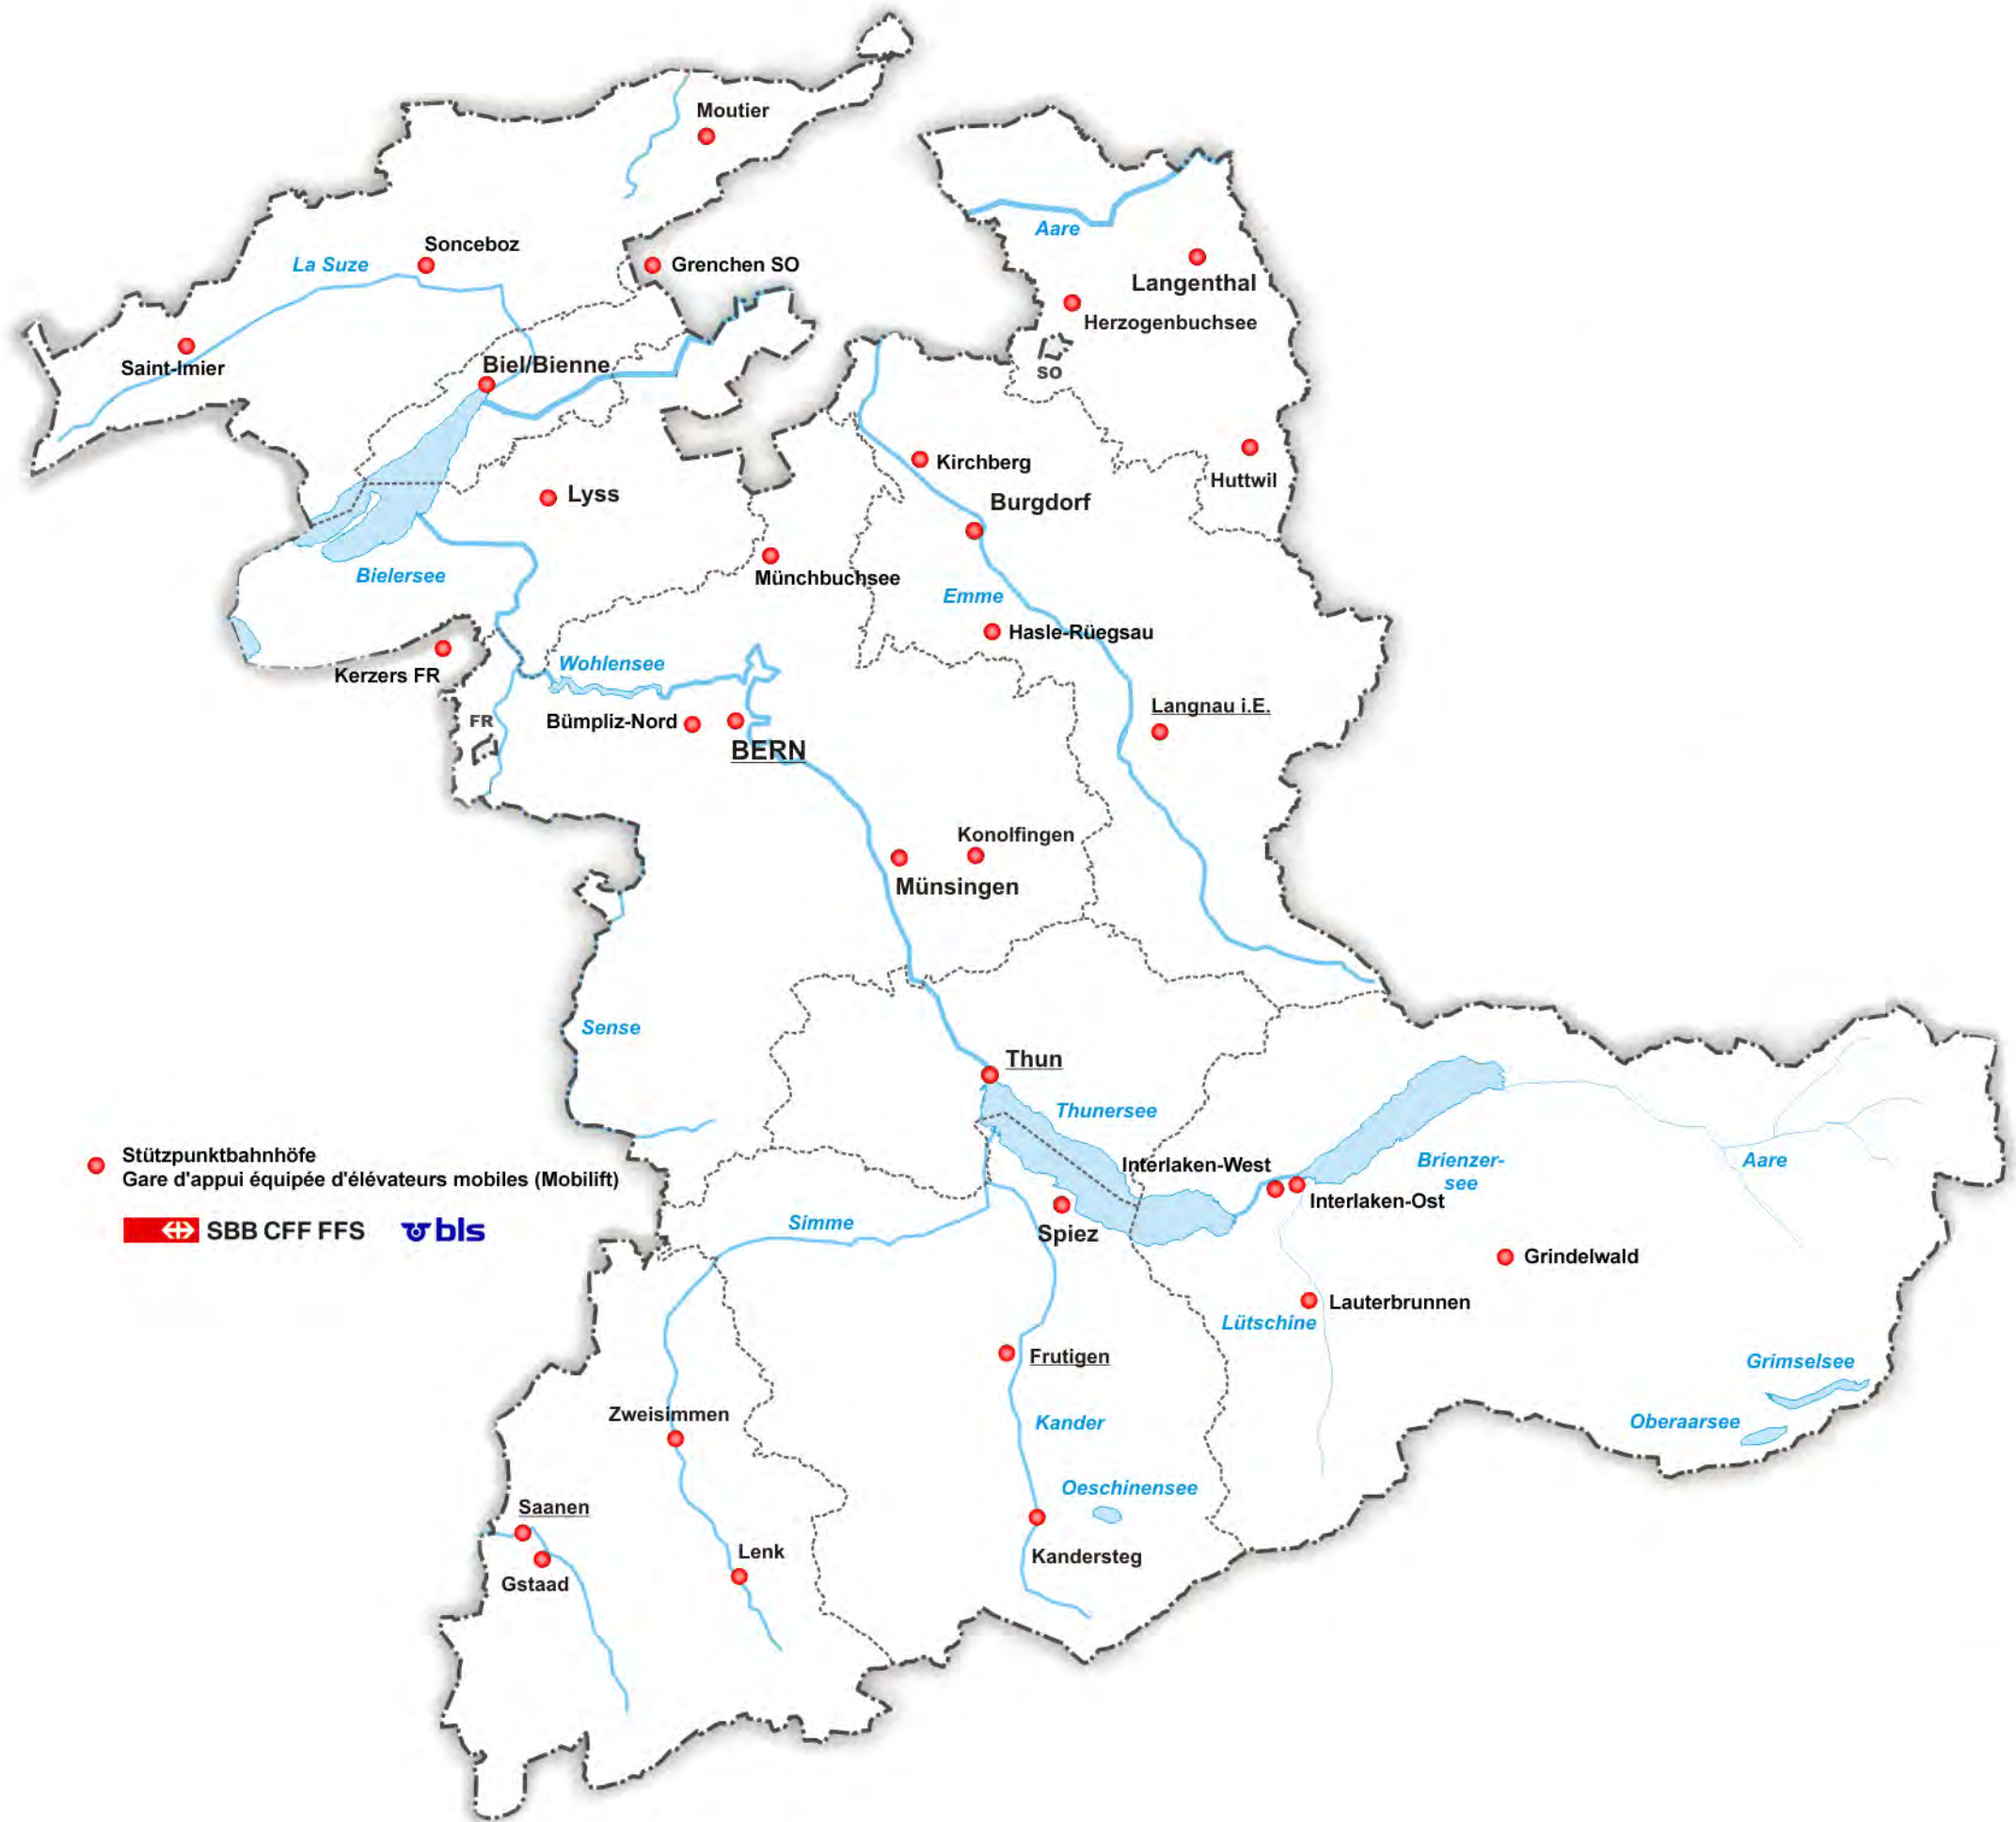 Moutier
Aare
Sonceboz
La Suze
Grenchen SO
Langenthal
Herzogenbuchsee
Saint-Imier
Biel/Bienne
SO
Kirchberg
Huttwil
Lyss
Burgdorf
Bielersee
Münchbuchsee
Emme
Hasle-Rüegsau
Wohlensee
Kerzers FR
Langnau i.E.
FR
Bümpliz-Nord
BERN
Konolfingen
Münsingen
Sense
Thun
Thunersee
Stützpunktbahnhöfe
Gare d'appui équipée d'élévateurs mobiles (Mobilift)
SBB CFF FFS
bls
Interlaken-West
Brienzer-
see
Aare
Interlaken-Ost
Simme
Spiez
Grindelwald
Lauterbrunnen
Lütschine
Frutigen
Grimselsee
Zweisimmen
Kander
Oberaarsee
Oeschinensee
Saanen
Lenk
Kandersteg
Gstaad